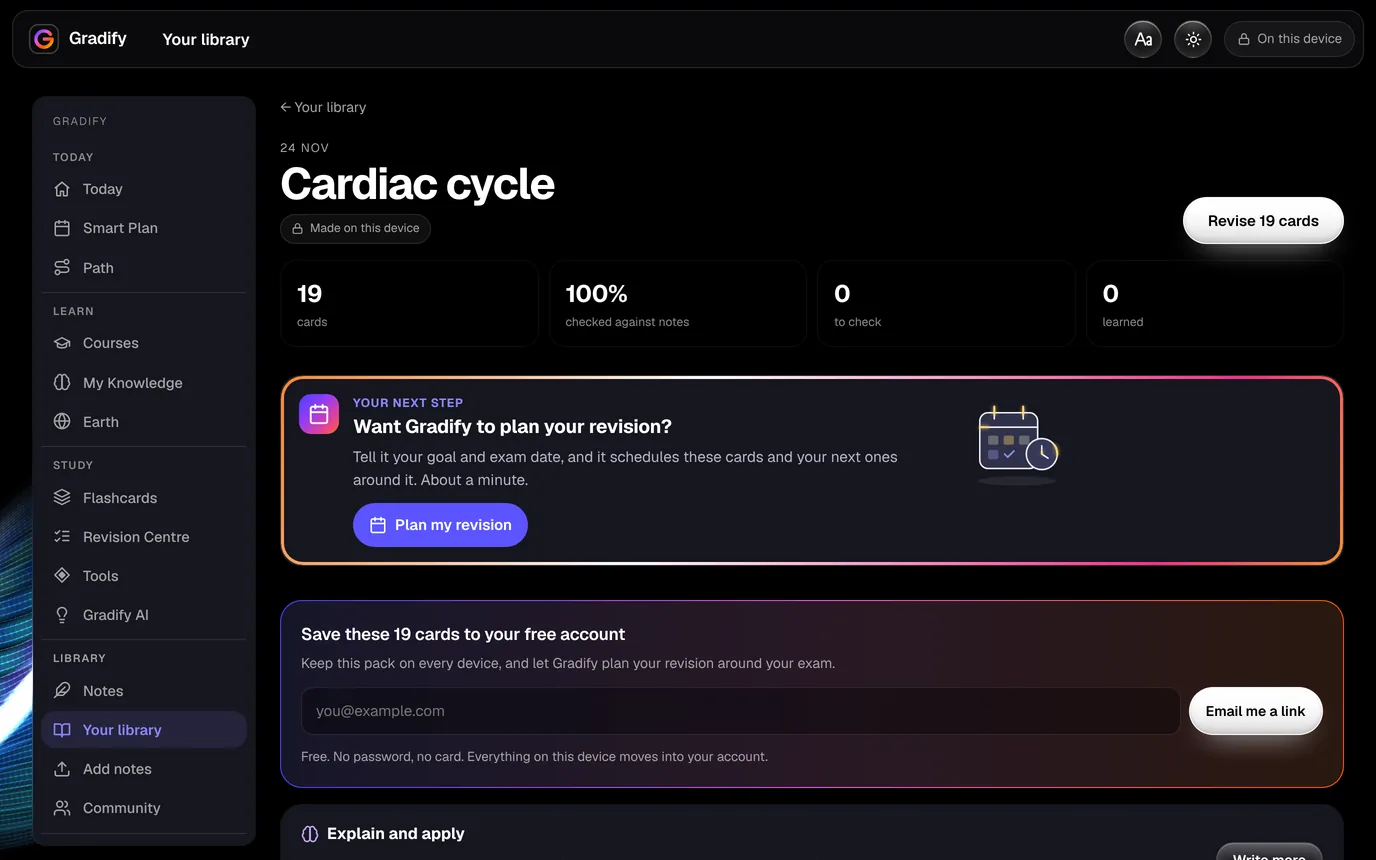 Gradify
Your library
Aa
On this device
GRADIFY
TODAY
Today
Smart Plan
Path
LEARN
Courses
My Knowledge
Earth
STUDY
Flashcards
Revision Centre
Tools
Gradify AI
LIBRARY
Notes
Your library
Add notes
Community
← Your library
24 NOV
Cardiac cycle
Made on this device
Revise 19 cards
19
cards
100%
checked against notes
0
to check
0
learned
YOUR NEXT STEP
Want Gradify to plan your revision?
Tell it your goal and exam date, and it schedules these cards and your next ones
around it. About a minute.
Plan my revision
Save these 19 cards to your free account
Keep this pack on every device, and let Gradify plan your revision around your exam.
you@example.com
Email me a link
Free. No password, no card. Everything on this device moves into your account.
Explain and apply
Write more